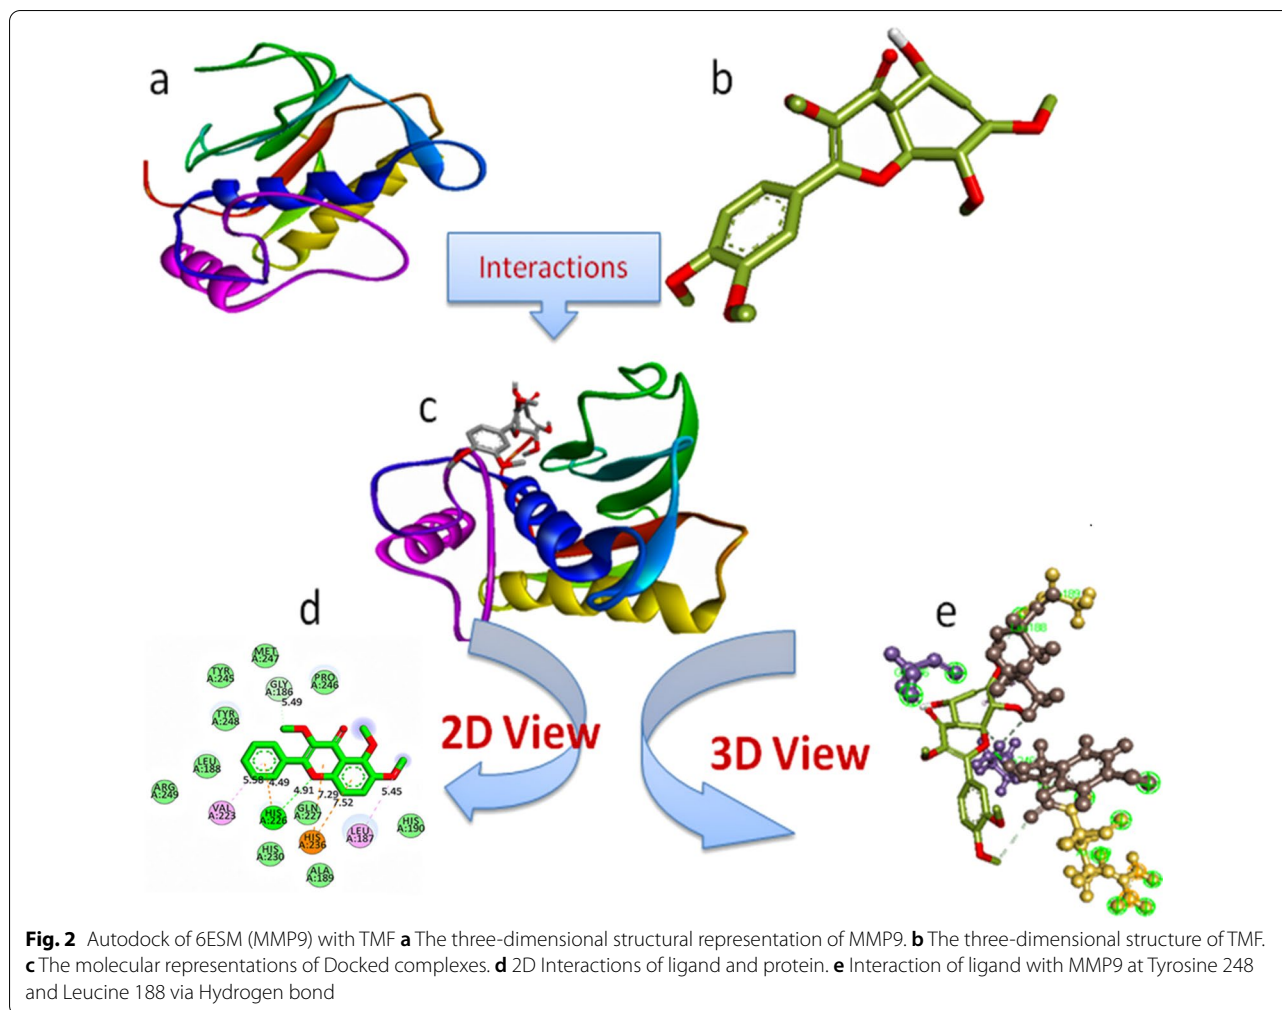 a
b
Interactions
c
d
e
MET
A:247
TYR
A:245
GLY
A:186
5.49
PRO
A:246
TYR
A:248
LEU
A:188
ARG
A:249
5.58
4.49
4.91
7.29
7.52
5.45
VAL
A:223
HIS
A:226
GLN
A:227
HIS
A:236
LEU
A:187
HIS
A:190
HIS
A:230
ALA
A:189
2D View
3D View
Fig. 2 Autodock of 6ESM (MMP9) with TMF a The three-dimensional structural representation of MMP9. b The three-dimensional structure of TMF.
c The molecular representations of Docked complexes. d 2D Interactions of ligand and protein. e Interaction of ligand with MMP9 at Tyrosine 248
and Leucine 188 via Hydrogen bond